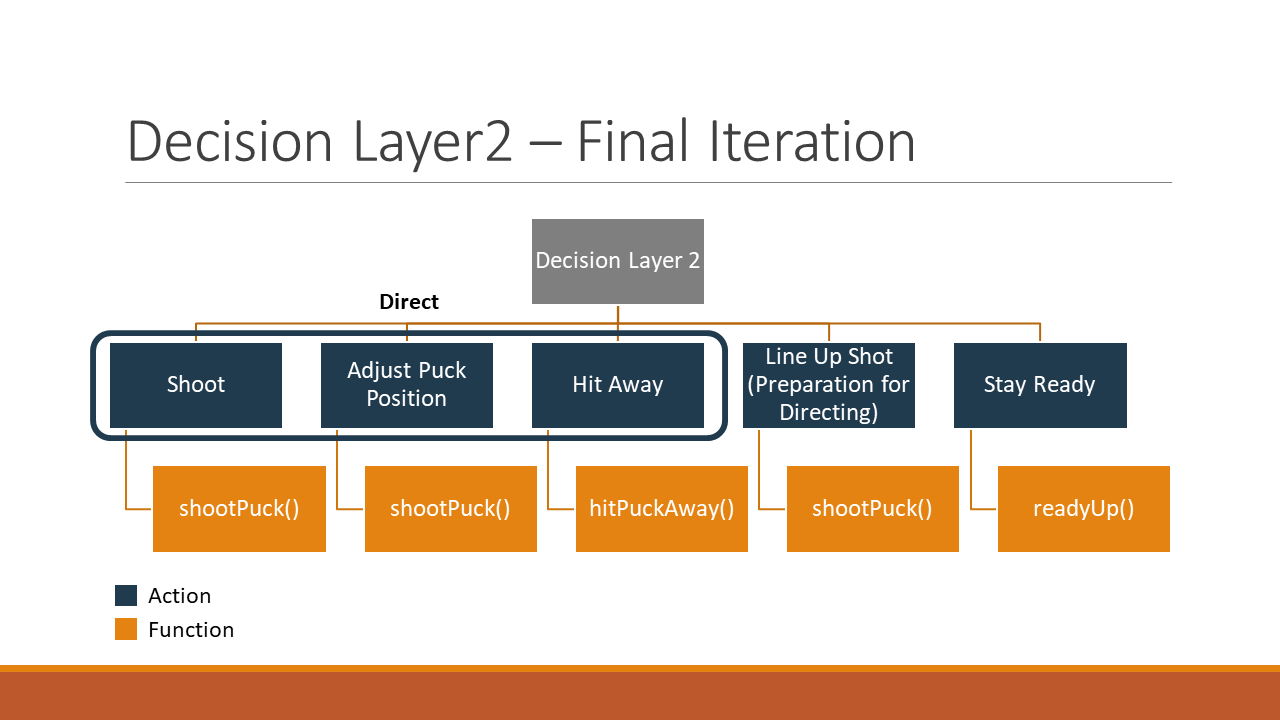 Decision Layer2 – Final Iteration
Decision Layer 2
Direct
Shoot
Adjust Puck
Position
Hit Away
Line Up Shot
(Preparation for
Directing)
Stay Ready
shootPuck()
shootPuck()
hitPuckAway()
shootPuck()
readyUp()
Action
Function